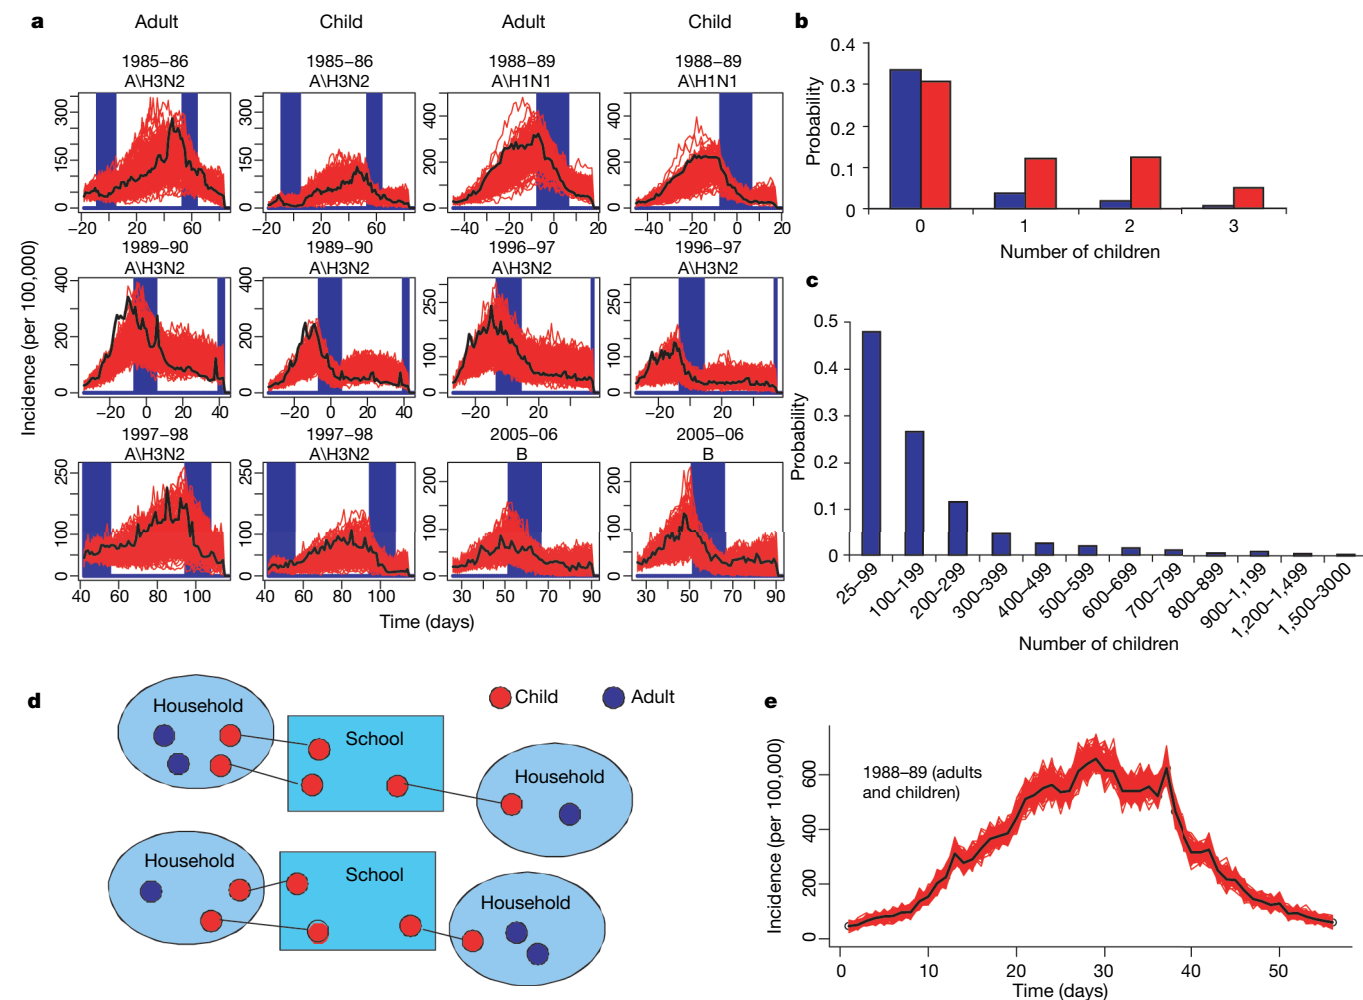 a
Adult
Child
Adult
Child
1985–86
A\H3N2
1985–86
A\H3N2
1988–89
A\H1N1
1988–89
A\H1N1
0 150 300
−20 20 60
0 150 300
−20 20 60
0 200 400
−40 −20 0 20
0 200 400
−40 −20 0 20
1989–90
A\H3N2
1989–90
A\H3N2
1996–97
A\H3N2
1996–97
A\H3N2
0 200 400
−20 0 20 40
0 200 400
−20 0 20 40
0 100 250
−20 20
0 100 250
−20 20
1997–98
A\H3N2
1997–98
A\H3N2
2005–06
B
2005–06
B
0 100 250
40 60 80 100
0 100 250
40 60 80 100
0 100 200
30 50 70 90
0 100 200
30 50 70 90
Incidence (per 100,000)
Time (days)
b
Probability
0.4
0.3
0.2
0.1
0
0 1 2 3
Number of children
c
Probability
0.5
0.4
0.3
0.2
0.1
0
25–99
100–199
200–299
300–399
400–499
500–599
600–699
700–799
800–899
900–1,199
1,200–1,499
1,500–3000
Number of children
d
Child
Adult
Household
School
Household
Household
School
Household
e
Incidence (per 100,000)
1988–89 (adults
and children)
600
400
200
0
0 10 20 30 40 50
Time (days)